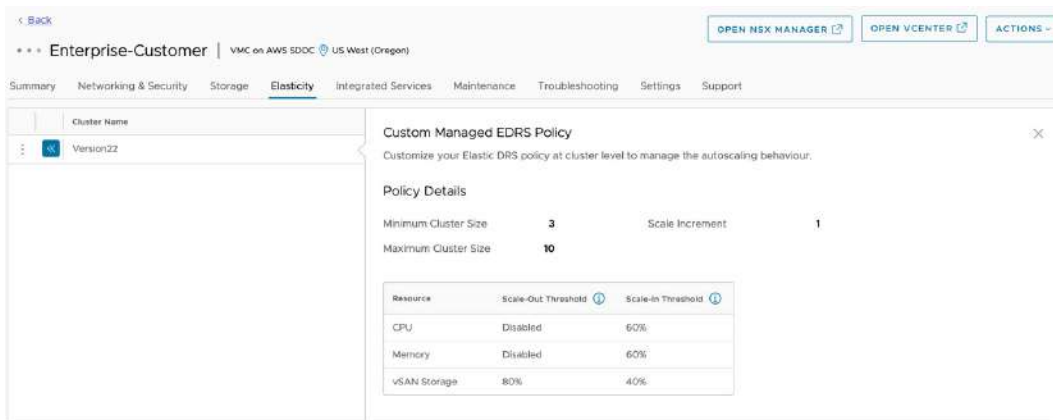 Back
Enterprise-Customer | VMC on AWS SDDC US West (Oregon)
OPEN NSX MANAGER OPEN VCENTER ACTIONS
Summary Networking & Security Storage Elasticity Integrated Services Maintenance Troubleshooting Settings Support
Cluster Name
Version22
Custom Managed EDRS Policy
Customize your Elastic DRS policy at cluster level to manage the autoscaling behaviour.
Policy Details
Minimum Cluster Size 3 Scale Increment 1
Maximum Cluster Size 10
Resource Scale-Out Threshold Scale-In Threshold
CPU Disabled 60%
Memory Disabled 60%
vSAN Storage 80% 40%